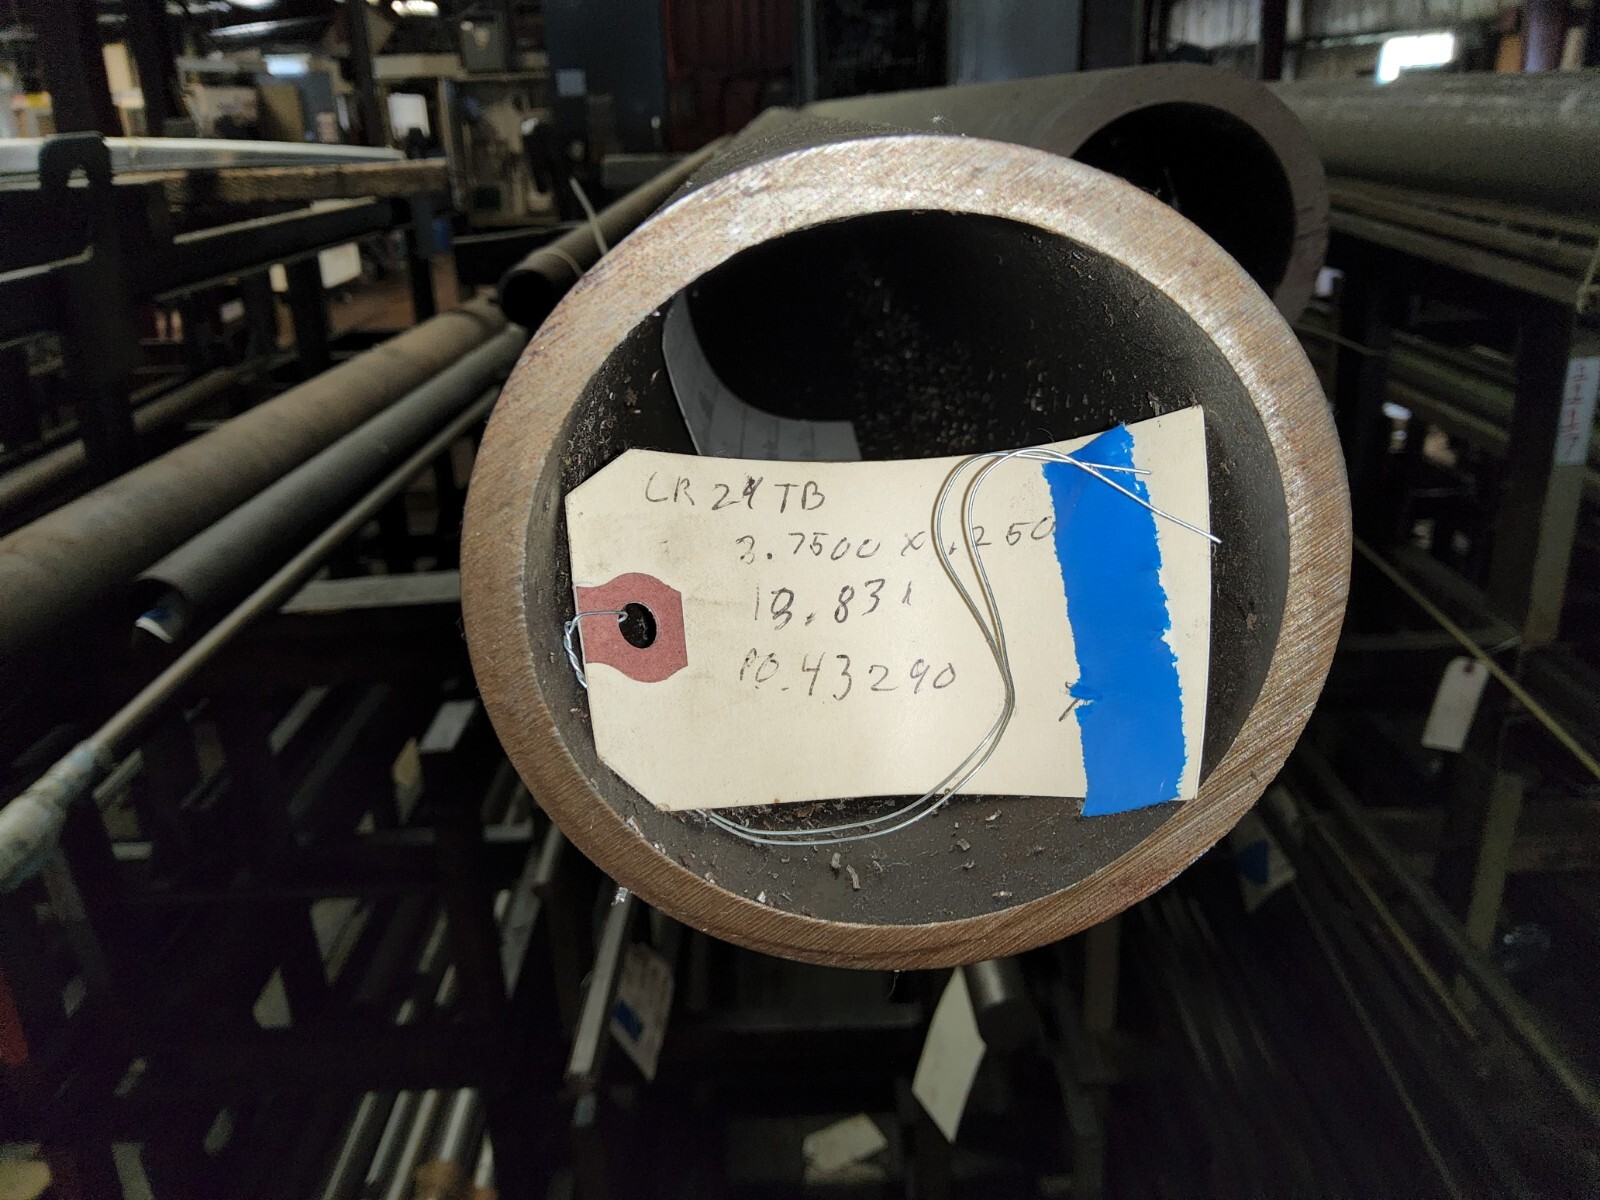 CR 24 TB
3.7500 X .250
18.831
PO. 43290